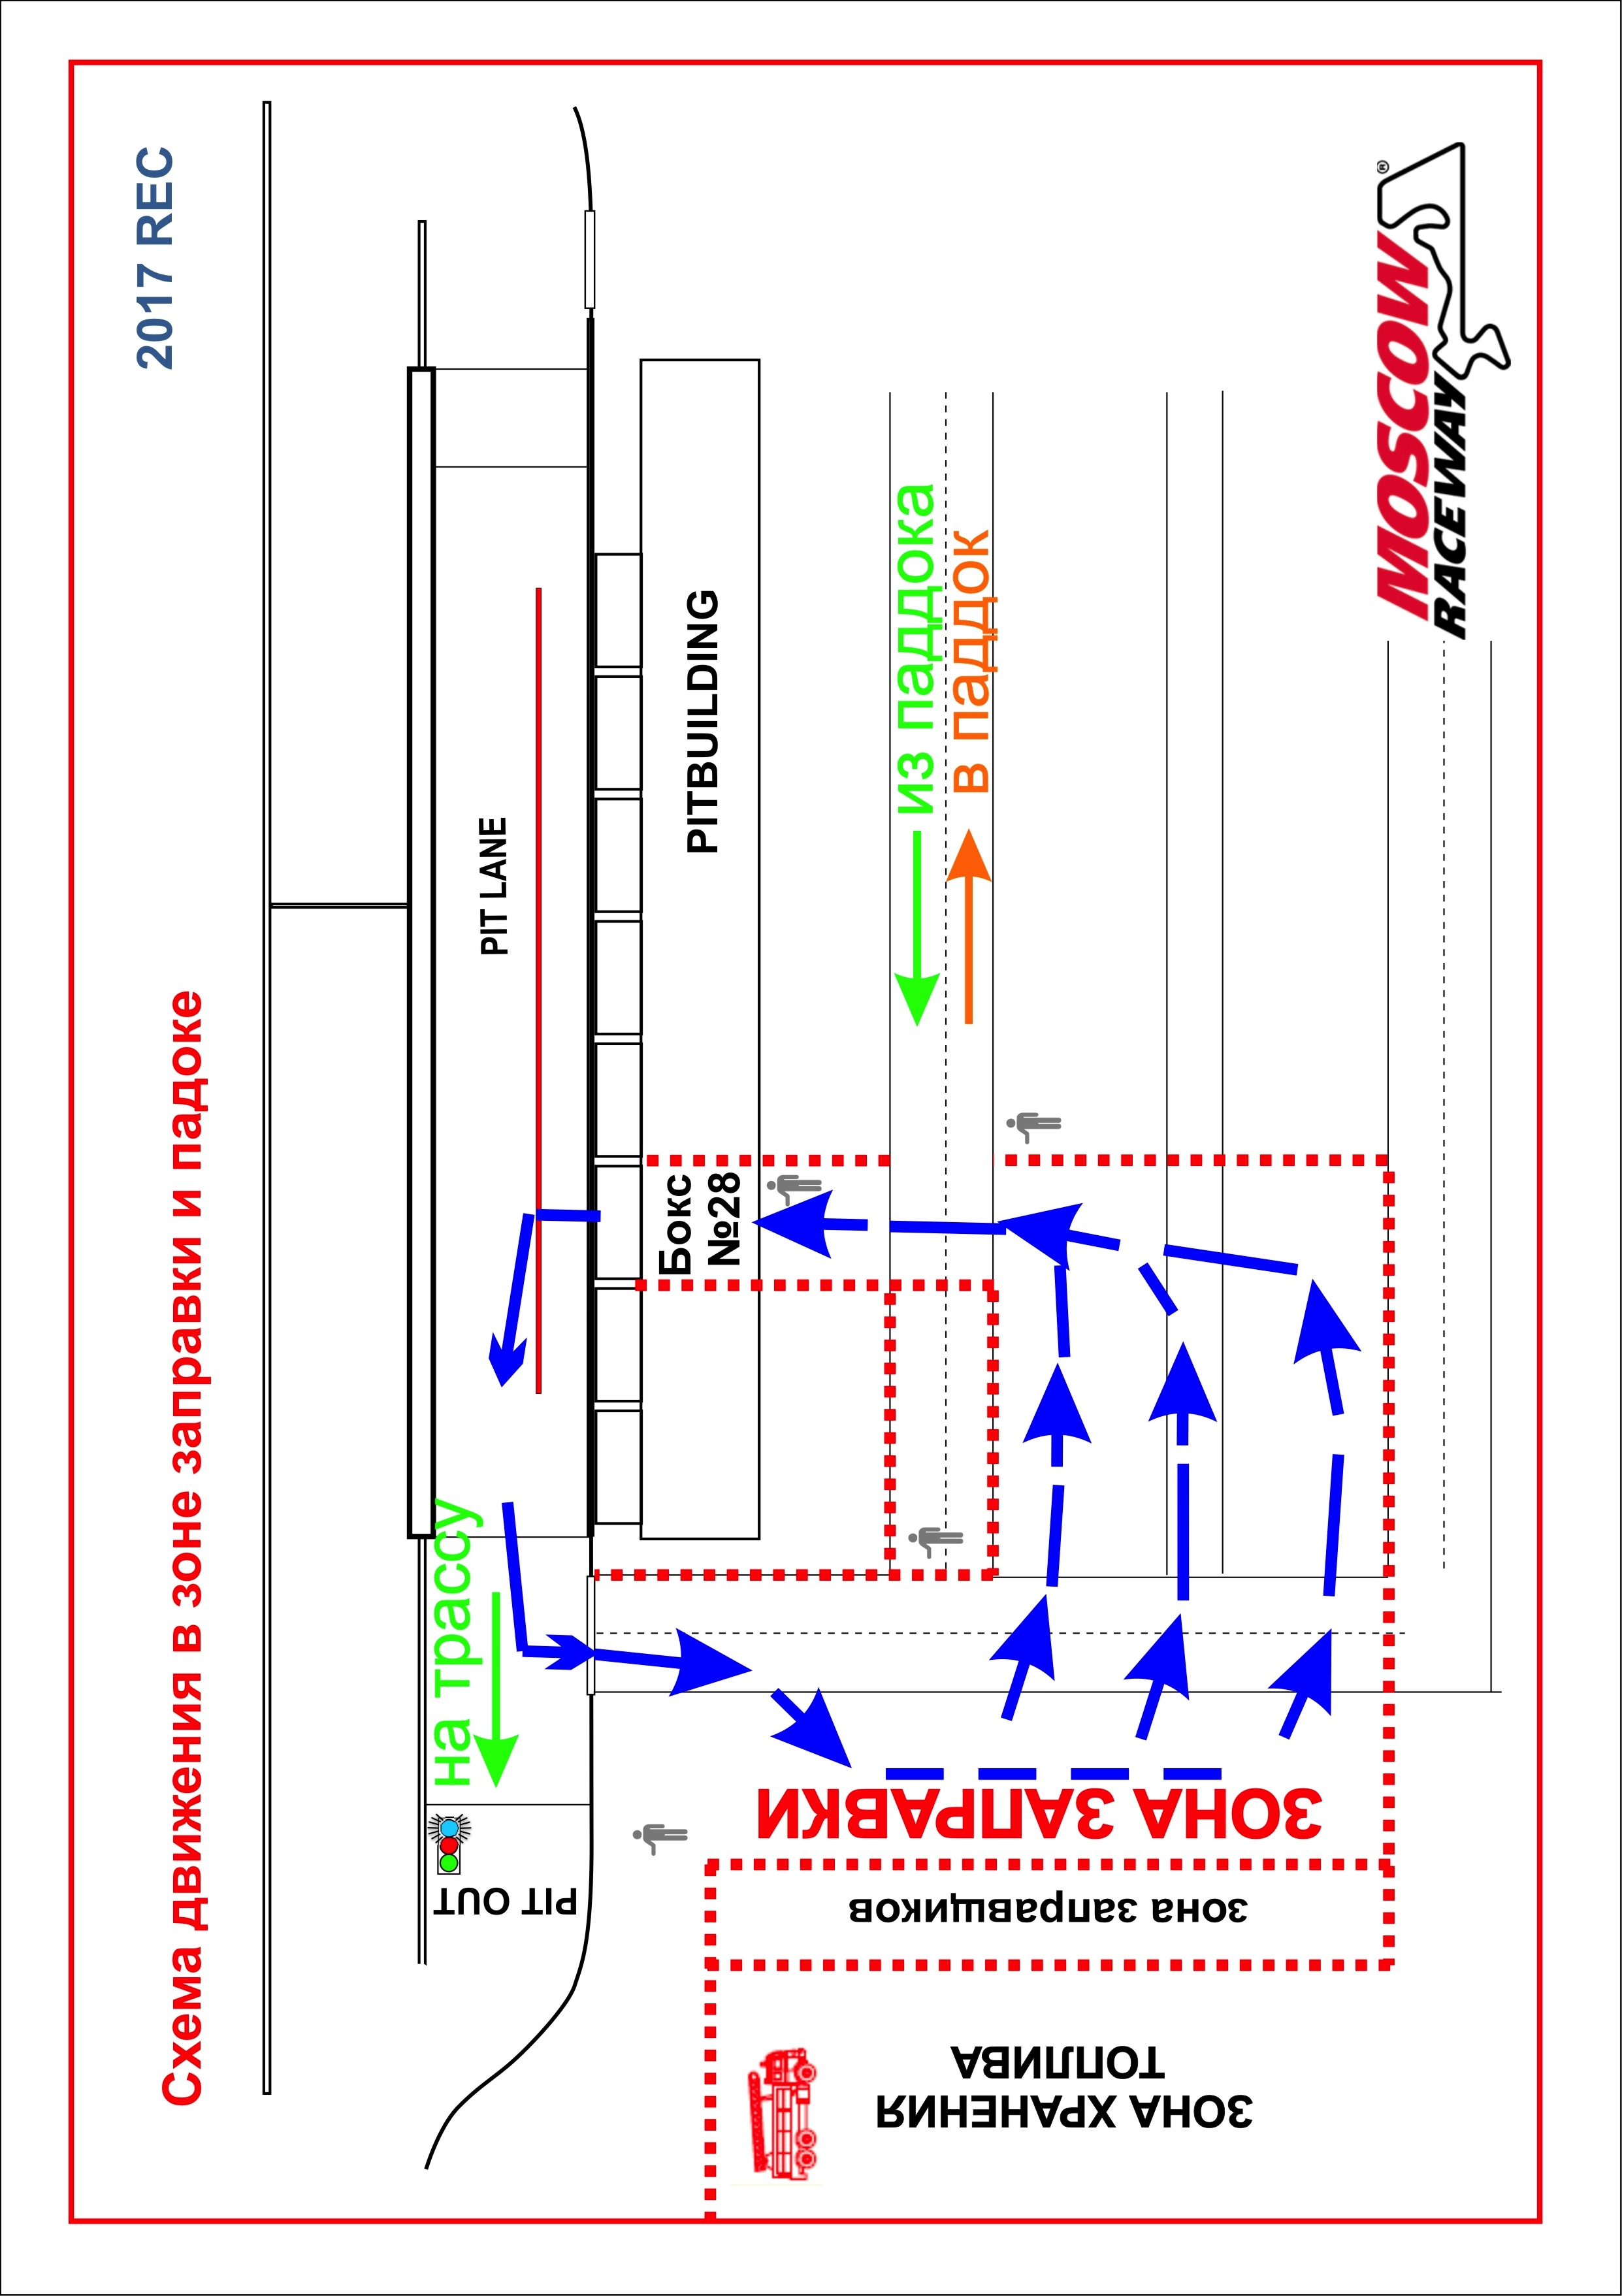 2017 REC
Схема движения в зоне заправки и падоке
PIT LANE
PITBUILDING
Бокс
№28
из паддока
в паддок
на трассу
PIT OUT
ЗОНА ЗАПРАВКИ
зона заправщиков
ЗОНА ХРАНЕНИЯ
ТОПЛИВА
MOSCOW
RACEWAY
®